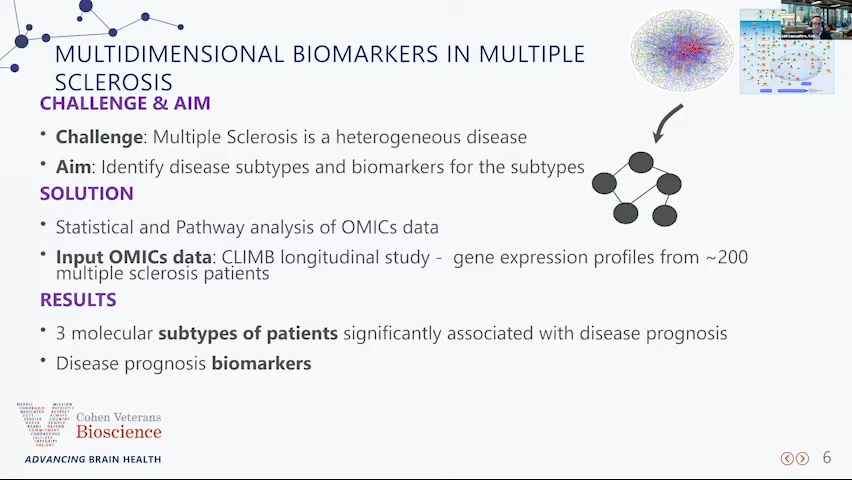 MULTIDIMENSIONAL BIOMARKERS IN MULTIPLE
SCLEROSIS
CHALLENGE & AIM
• Challenge: Multiple Sclerosis is a heterogeneous disease
• Aim: Identify disease subtypes and biomarkers for the subtypes
SOLUTION
• Statistical and Pathway analysis of OMICs data
• Input OMICs data: CLIMB longitudinal study - gene expression profiles from ~200
multiple sclerosis patients
RESULTS
• 3 molecular subtypes of patients significantly associated with disease prognosis
• Disease prognosis biomarkers
Cohen Veterans
Bioscience
ADVANCING BRAIN HEALTH
6